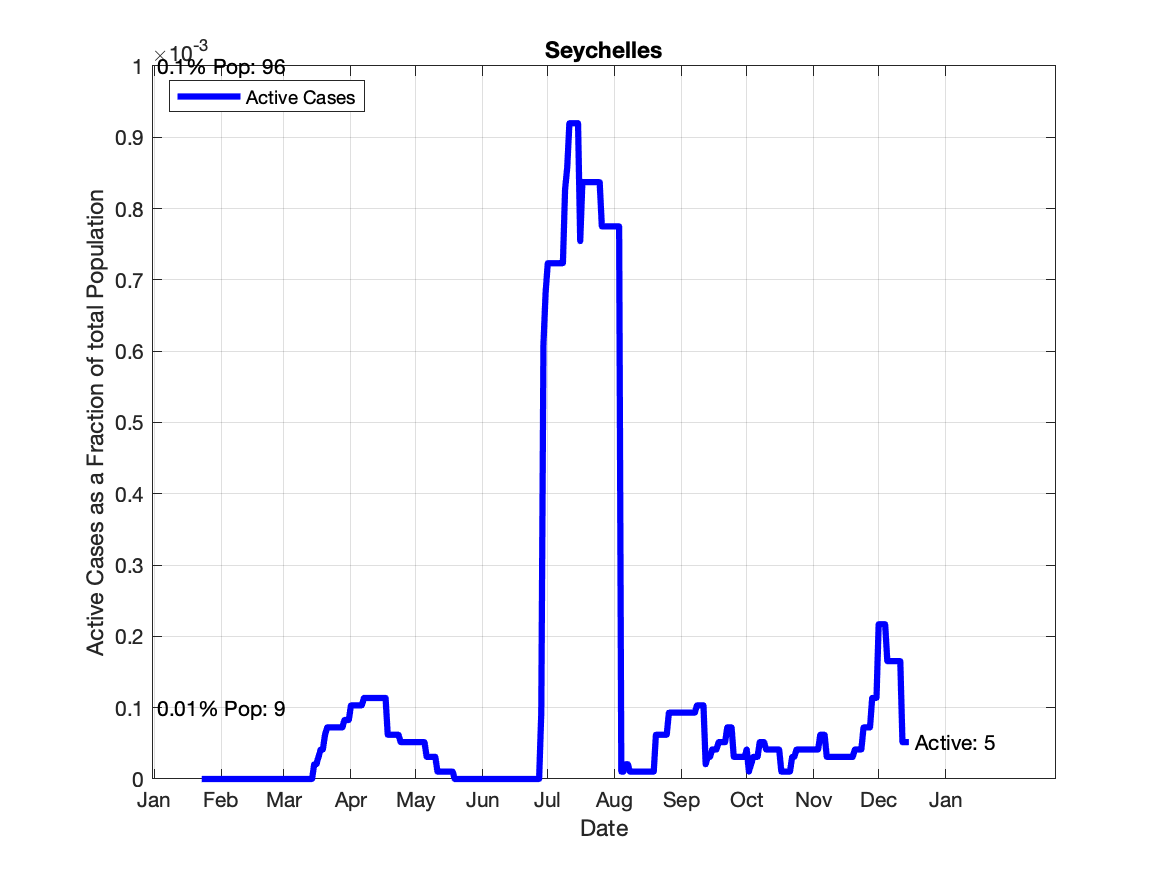 Seychelles
×10-3
0.1% Pop: 96
Active Cases
1
0.9
0.8
0.7
0.6
0.5
0.4
0.3
0.2
0.1
0
0.01% Pop: 9
Active: 5
Active Cases as a Fraction of total Population
Jan Feb Mar Apr May Jun Jul Aug Sep Oct Nov Dec Jan
Date